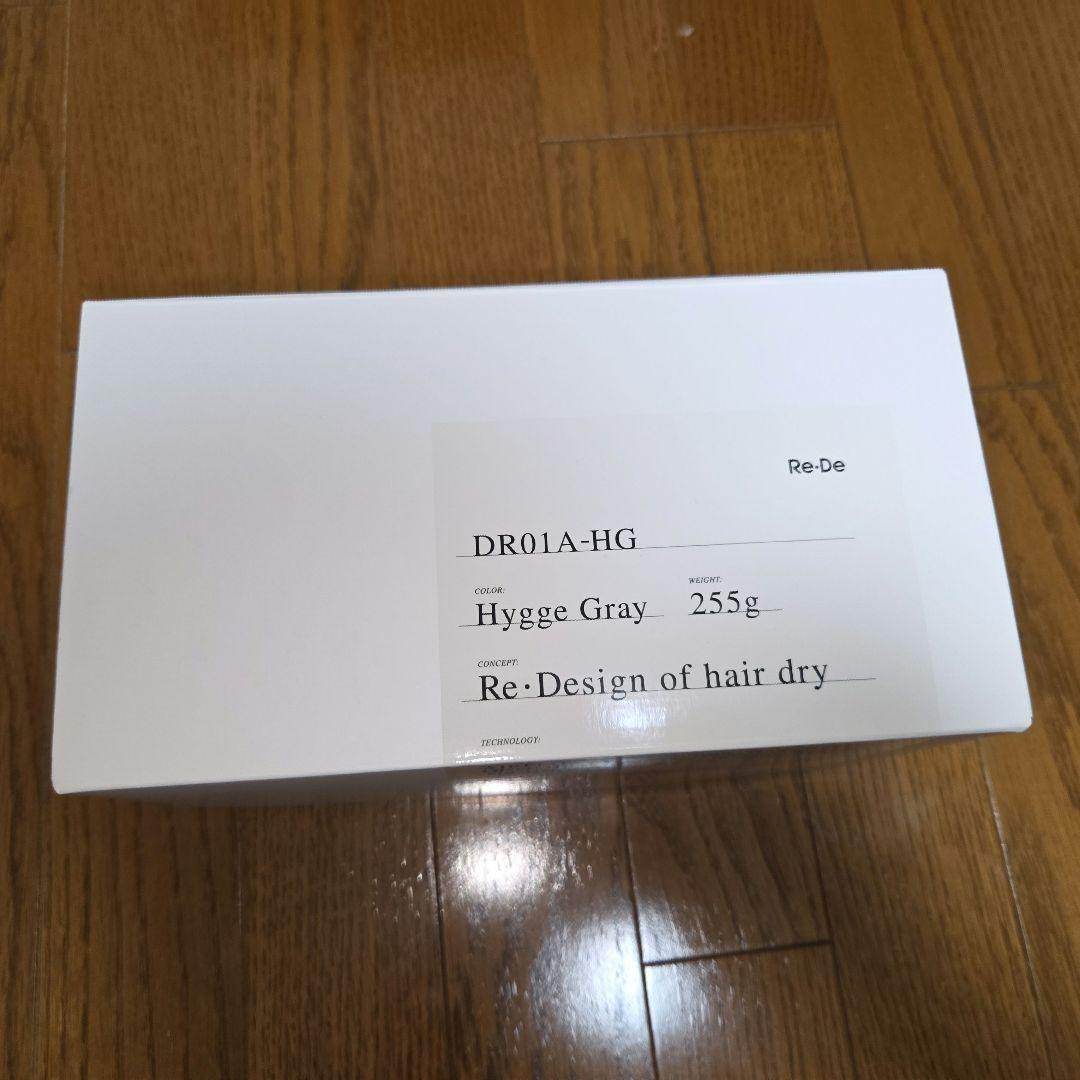 Re·De
DR01A-HG
COLOR: WEIGHT:
Hygge Gray 255g
CONCEPT:
Re·Design of hair dry
TECHNOLOGY: